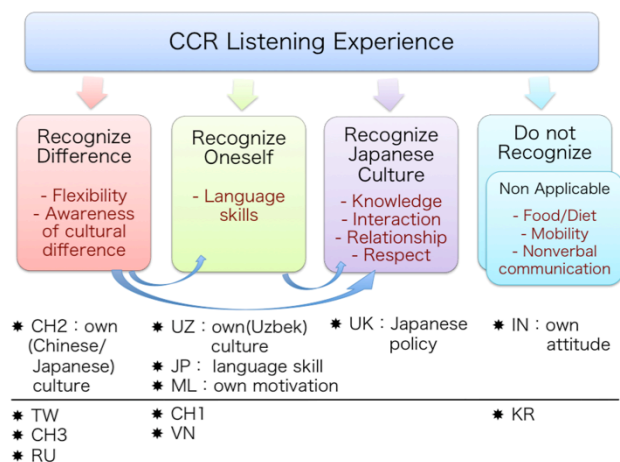 CCR Listening Experience
Recognize
Difference
- Flexibility
- Awareness
of cultural
difference
Recognize
Oneself
- Language
skills
Recognize
Japanese
Culture
- Knowledge
- Interaction
- Relationship
- Respect
Do not
Recognize
Non Applicable
- Food/Diet
- Mobility
- Nonverbal
communication
✷ CH2：own
(Chinese/
Japanese)
culture
✷ UZ：own(Uzbek)
culture
✷ JP：language skill
✷ ML：own motivation
✷ UK：Japanese
policy
✷ IN：own
attitude
✷ TW
✷ CH3
✷ RU
✷ CH1
✷ VN
✷ KR